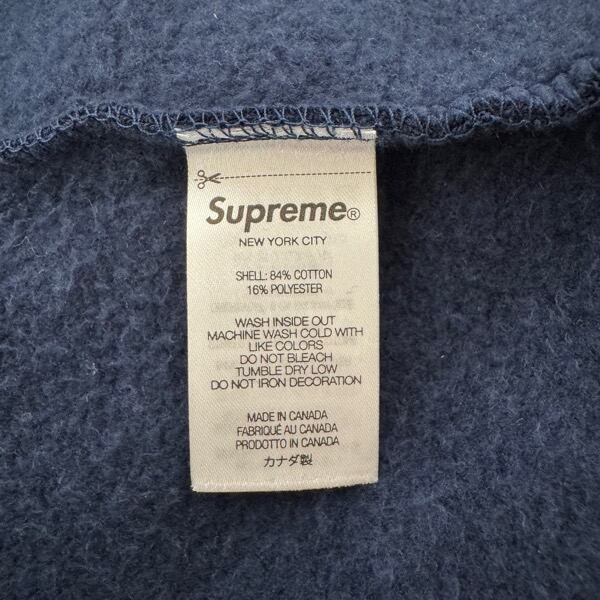 Supreme®
NEW YORK CITY
SHELL: 84% COTTON
16% POLYESTER
WASH INSIDE OUT
MACHINE WASH COLD WITH
LIKE COLORS
DO NOT BLEACH
TUMBLE DRY LOW
DO NOT IRON DECORATION
MADE IN CANADA
FABRIQUÉ AU CANADA
PRODOTTO IN CANADA
カナダ製